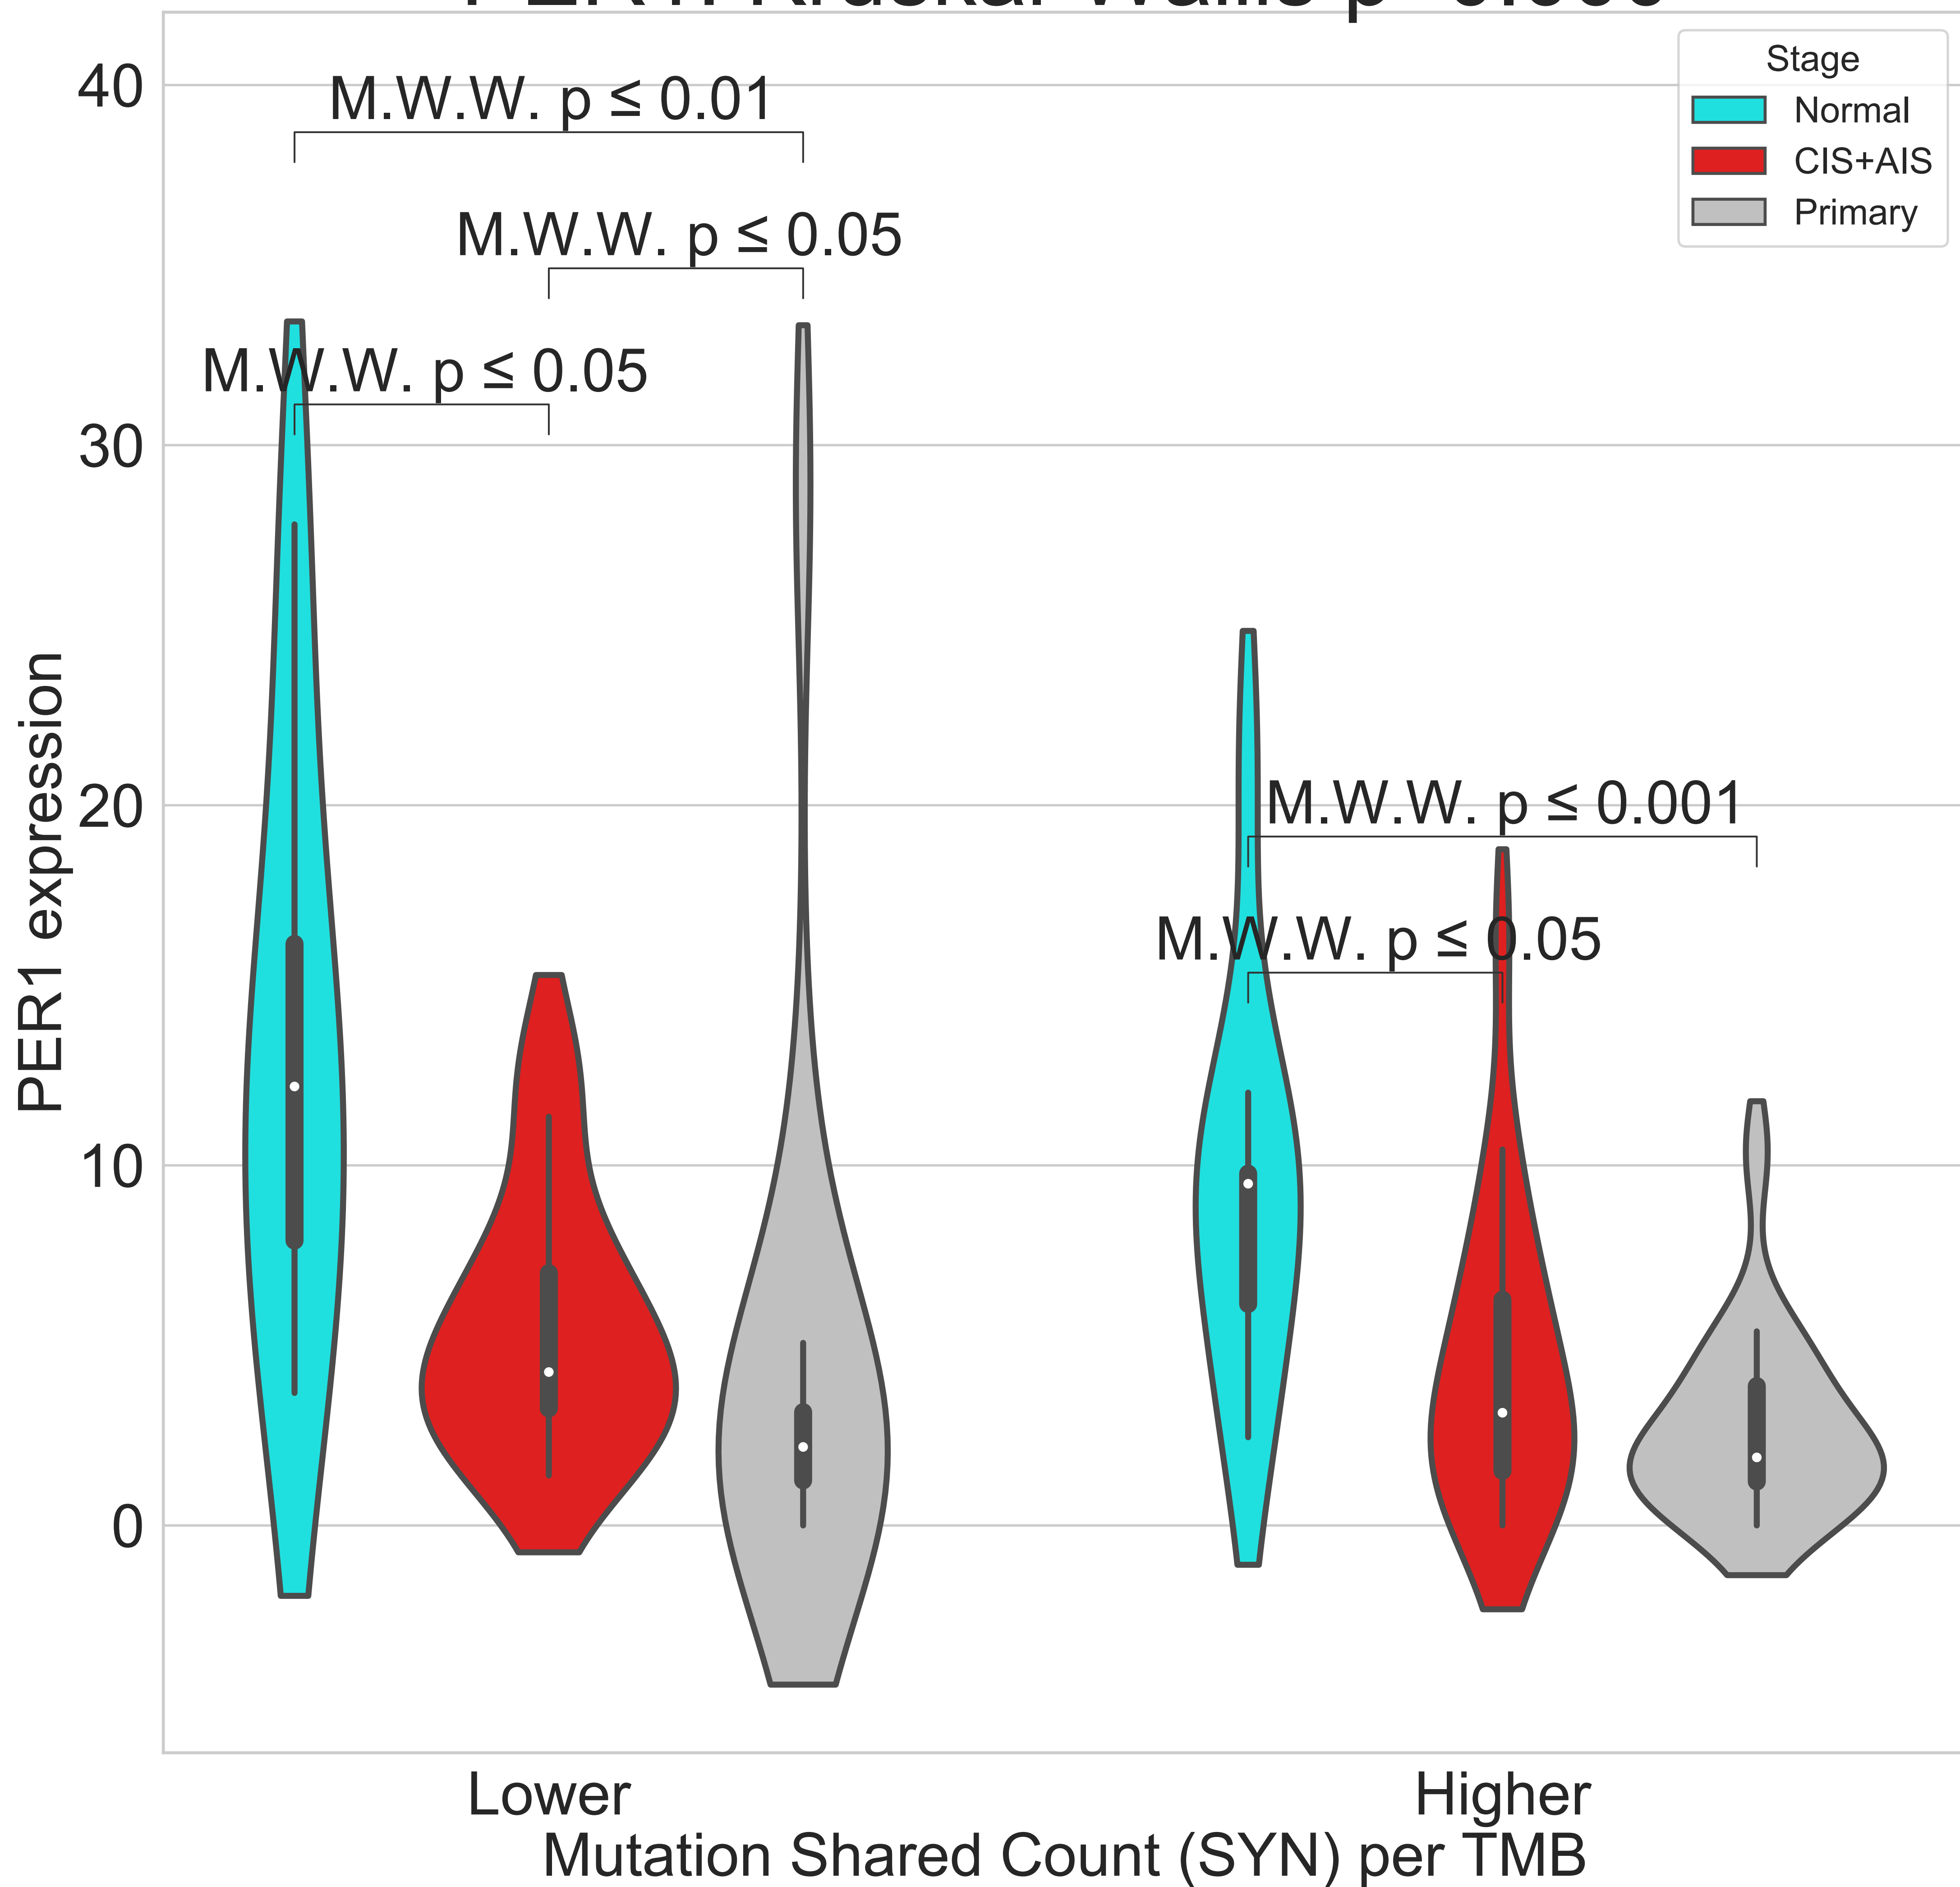 40
30
20
10
0
PER1 expression
M.W.W. p ≤ 0.01
M.W.W. p ≤ 0.05
M.W.W. p ≤ 0.05
M.W.W. p ≤ 0.001
M.W.W. p ≤ 0.05
Stage
Normal
CIS+AIS
Primary
Lower
Higher
Mutation Shared Count (SYN) per TMB